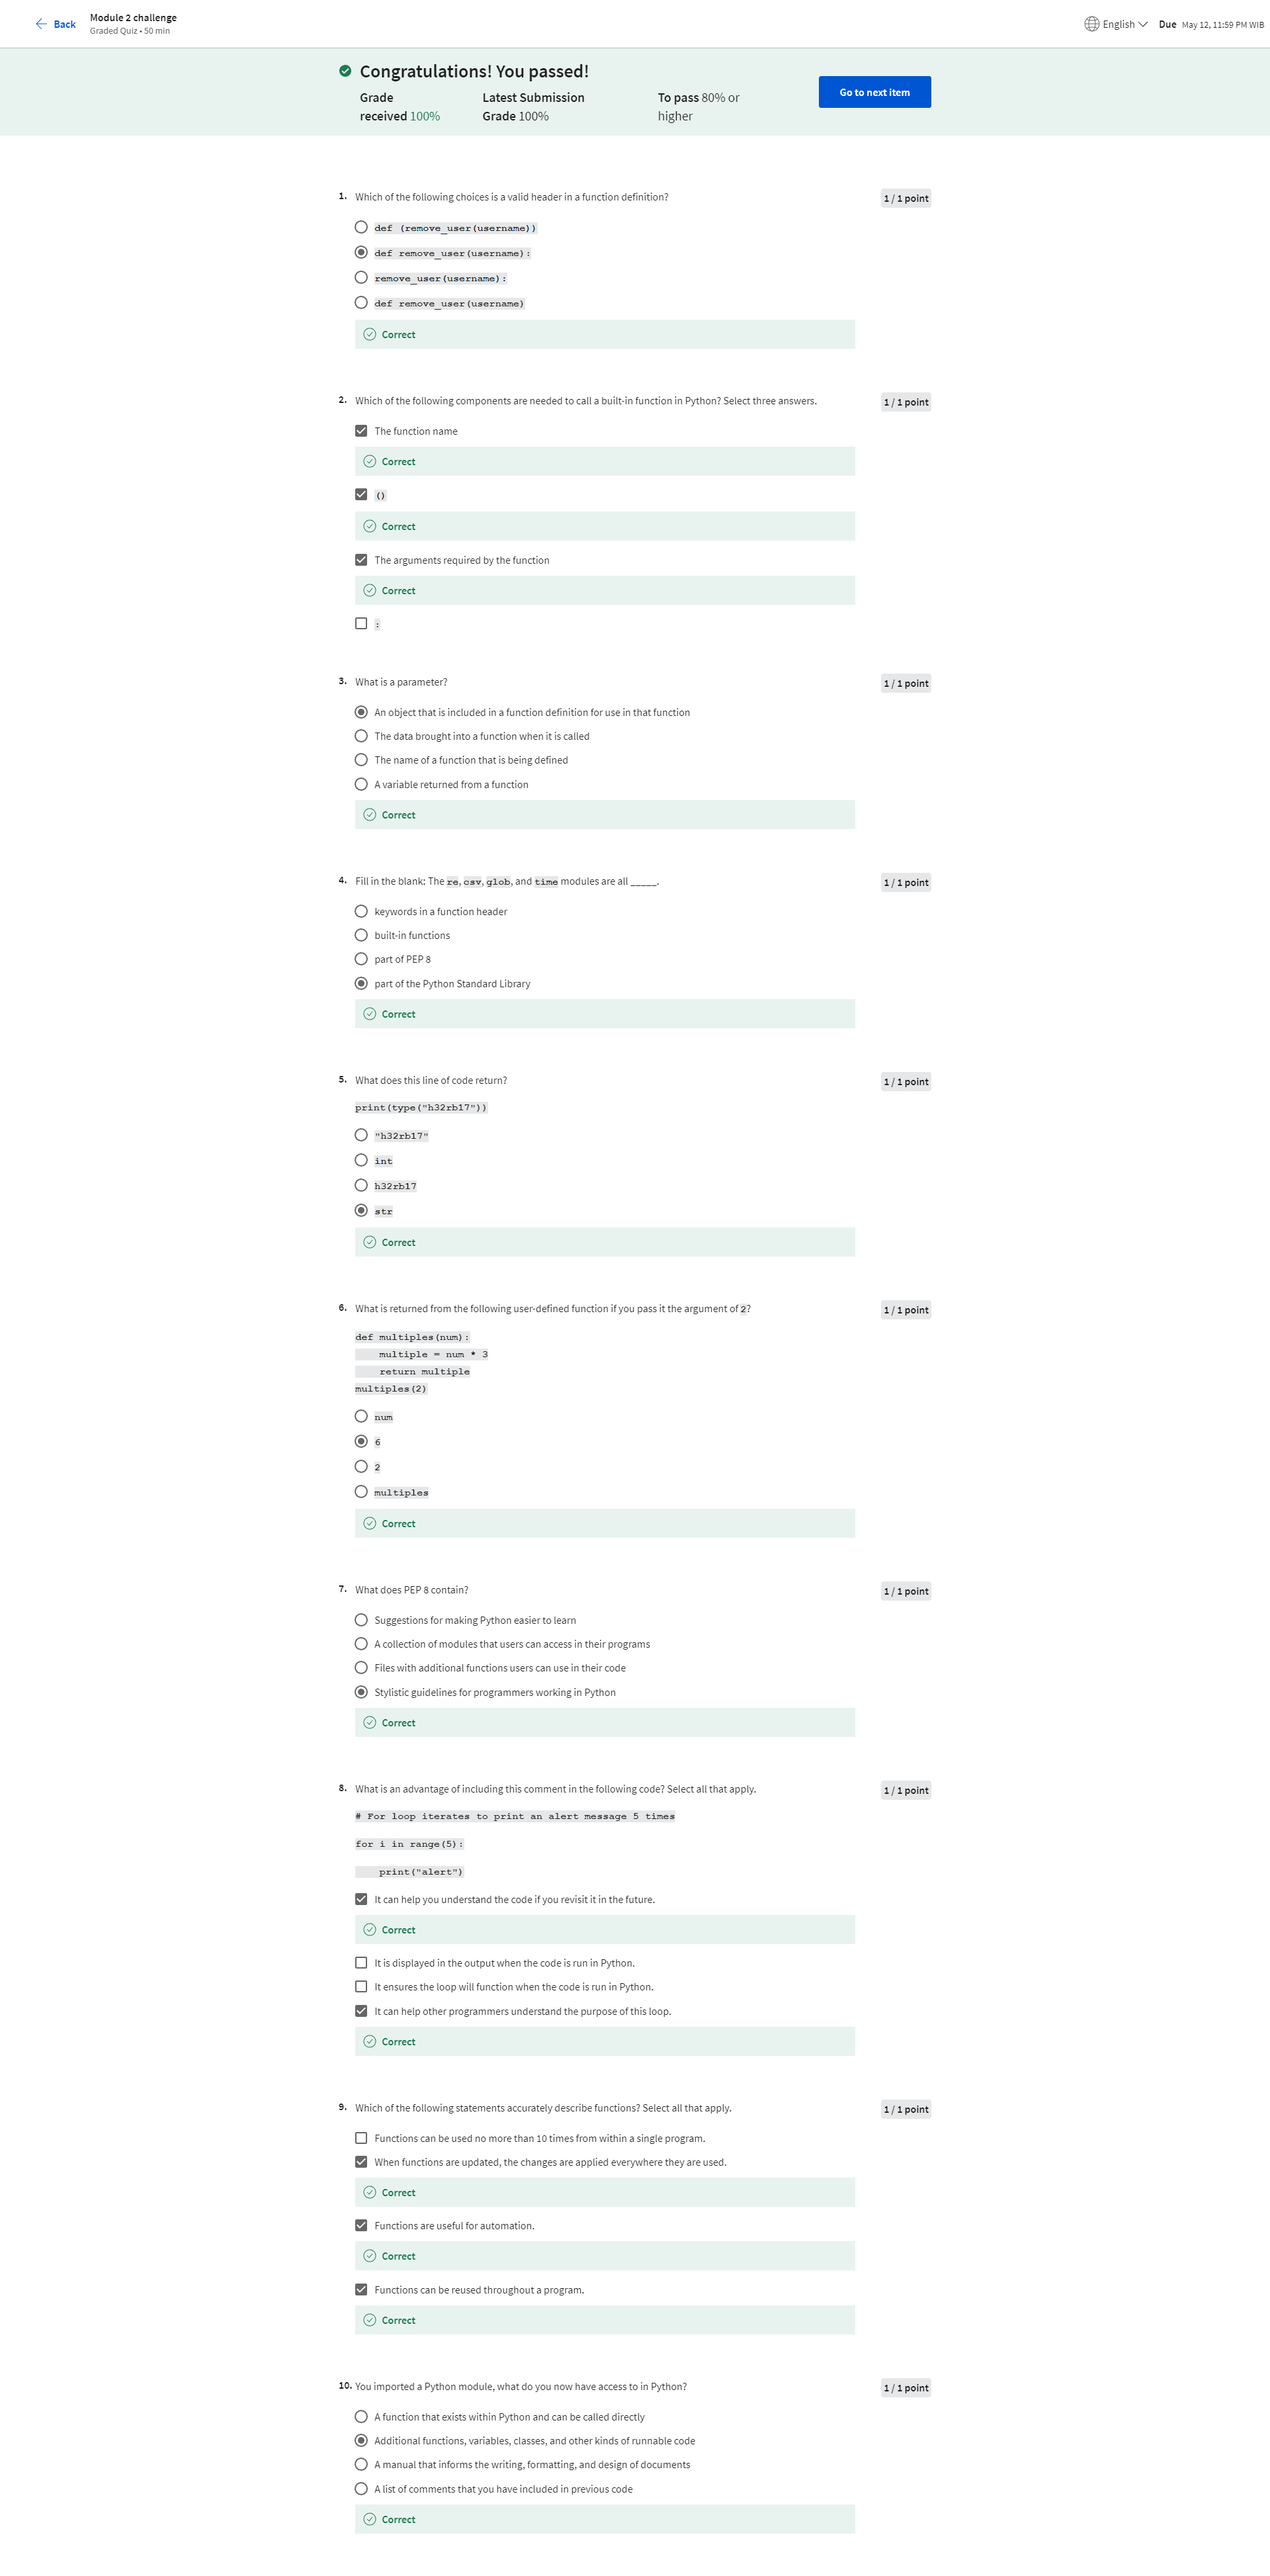 Back
Module 2 challenge
Graded Quiz • 50 min
English
Due May 12, 11:59 PM WIB
Congratulations! You passed!
Grade received 100%
Latest Submission Grade 100%
To pass 80% or higher
Go to next item
1. Which of the following choices is a valid header in a function definition?
1 / 1 point
def (remove_user(username))
def remove_user(username):
remove_user(username):
def remove_user(username)
Correct
2. Which of the following components are needed to call a built-in function in Python? Select three answers.
1 / 1 point
The function name
Correct
()
Correct
The arguments required by the function
Correct
:
3. What is a parameter?
1 / 1 point
An object that is included in a function definition for use in that function
The data brought into a function when it is called
The name of a function that is being defined
A variable returned from a function
Correct
4. Fill in the blank: The re, csv, glob, and time modules are all _____.
1 / 1 point
keywords in a function header
built-in functions
part of PEP 8
part of the Python Standard Library
Correct
5. What does this line of code return?
1 / 1 point
print(type("h32rb17"))
"h32rb17"
int
h32rb17
str
Correct
6. What is returned from the following user-defined function if you pass it the argument of 2?
1 / 1 point
def multiples(num):
    multiple = num * 3
    return multiple
multiples(2)
num
6
2
multiples
Correct
7. What does PEP 8 contain?
1 / 1 point
Suggestions for making Python easier to learn
A collection of modules that users can access in their programs
Files with additional functions users can use in their code
Stylistic guidelines for programmers working in Python
Correct
8. What is an advantage of including this comment in the following code? Select all that apply.
1 / 1 point
# For loop iterates to print an alert message 5 times
for i in range(5):
    print("alert")
It can help you understand the code if you revisit it in the future.
Correct
It is displayed in the output when the code is run in Python.
It ensures the loop will function when the code is run in Python.
It can help other programmers understand the purpose of this loop.
Correct
9. Which of the following statements accurately describe functions? Select all that apply.
1 / 1 point
Functions can be used no more than 10 times from within a single program.
When functions are updated, the changes are applied everywhere they are used.
Correct
Functions are useful for automation.
Correct
Functions can be reused throughout a program.
Correct
10. You imported a Python module, what do you now have access to in Python?
1 / 1 point
A function that exists within Python and can be called directly
Additional functions, variables, classes, and other kinds of runnable code
A manual that informs the writing, formatting, and design of documents
A list of comments that you have included in previous code
Correct